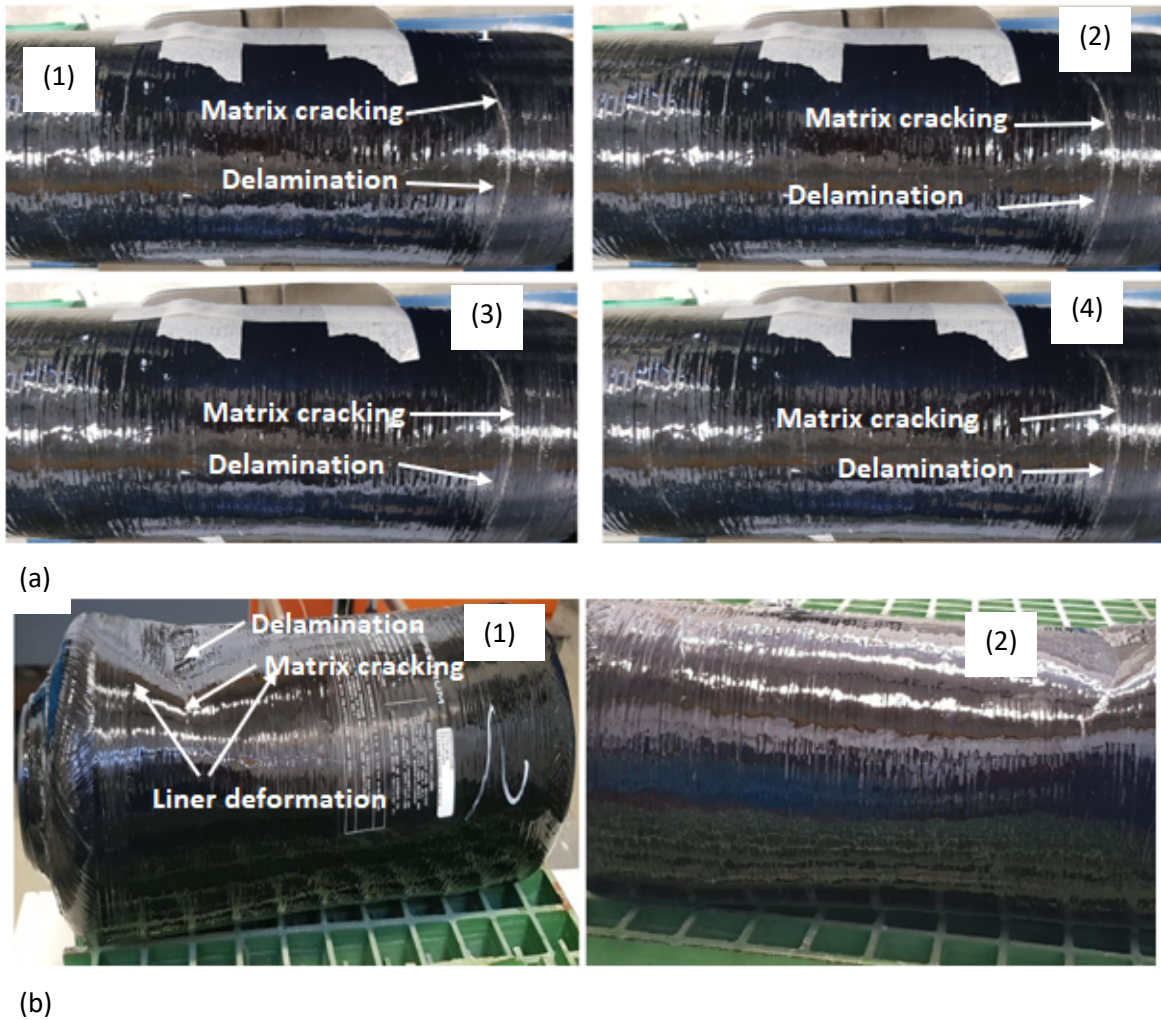 (1)
Matrix cracking
Delamination
(2)
Matrix cracking
Delamination
(3)
Matrix cracking
Delamination
(4)
Matrix cracking
Delamination
(a)
Delamination
(1)
Matrix cracking
Liner deformation
(2)
(b)